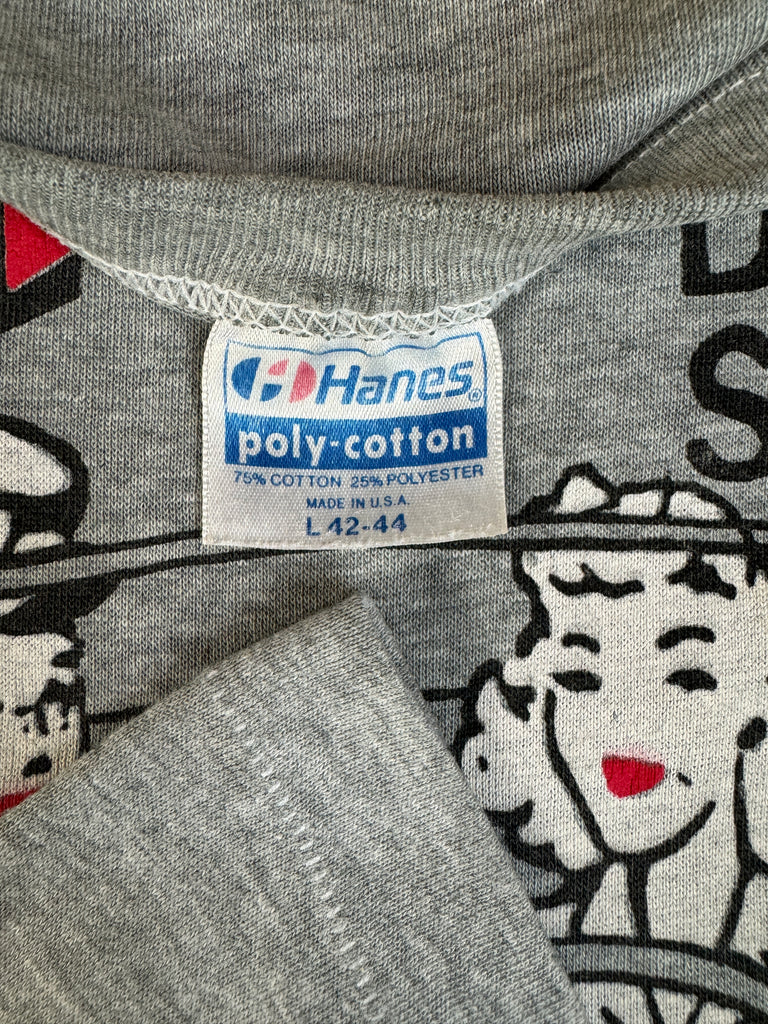 Hanes®
poly-cotton
75% COTTON 25% POLYESTER
MADE IN U.S.A.
L 42-44